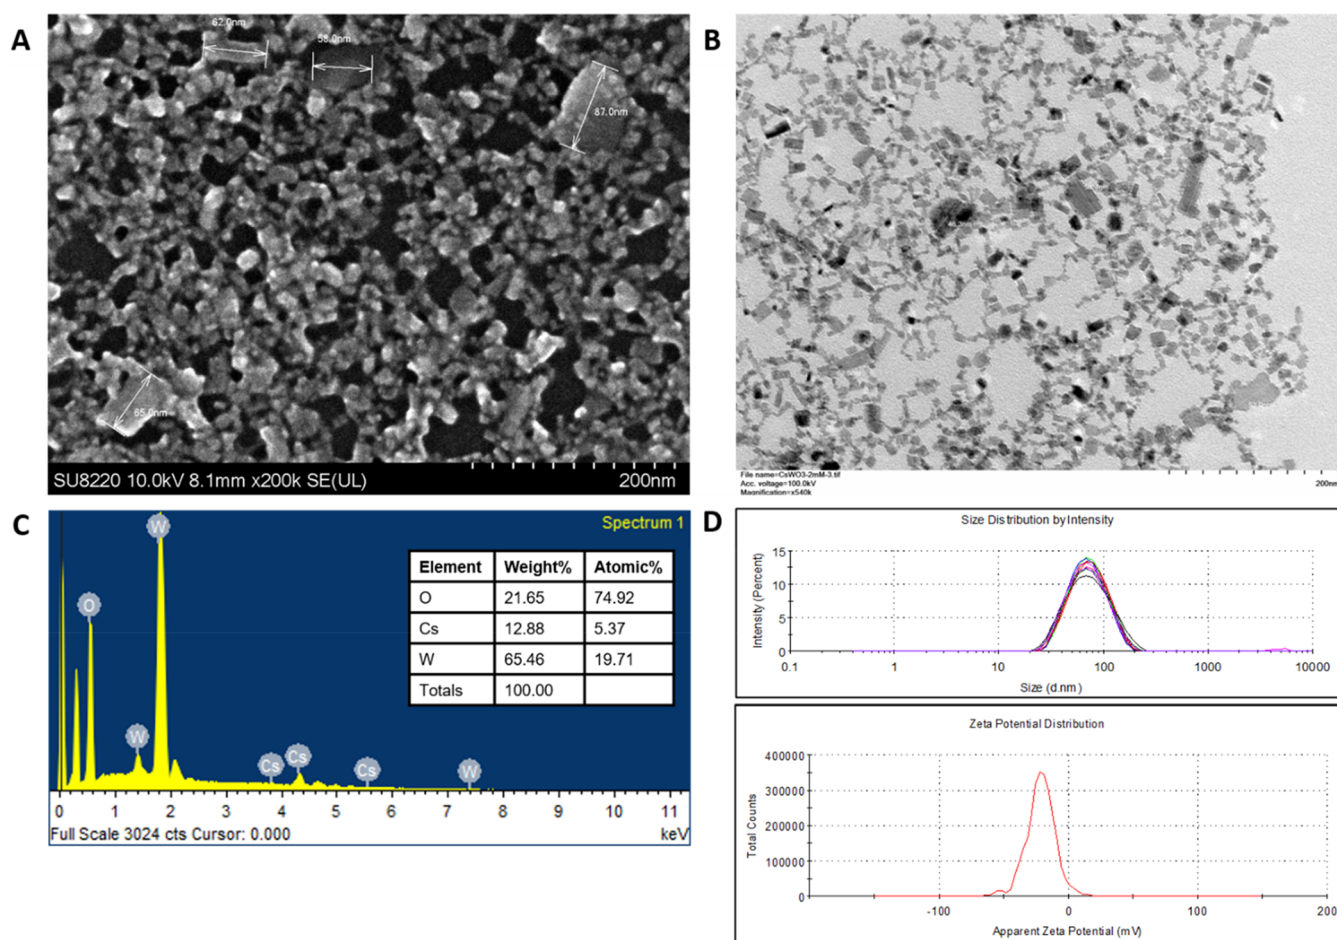 A
62.0nm
58.0nm
87.0nm
65.0nm
SU8220 10.0kV 8.1mm x200k SE(UL)
200nm
B
File name=CsWO3-2mM-3.tif
Acc. voltage=100.0kV
Magnification=x540k
200nm
C
Spectrum 1
W
O
W
Cs
Cs
Cs
W
Element Weight% Atomic%
O 21.65 74.92
Cs 12.88 5.37
W 65.46 19.71
Totals 100.00
0 1 2 3 4 5 6 7 8 9 10 11
Full Scale 3024 cts Cursor: 0.000
keV
D
Size Distribution by Intensity
Intensity (Percent)
15
10
5
0
0.1 1 10 100 1000 10000
Size (d.nm)
Zeta Potential Distribution
Total Counts
400000
300000
200000
100000
0
-100 0 100 200
Apparent Zeta Potential (mV)